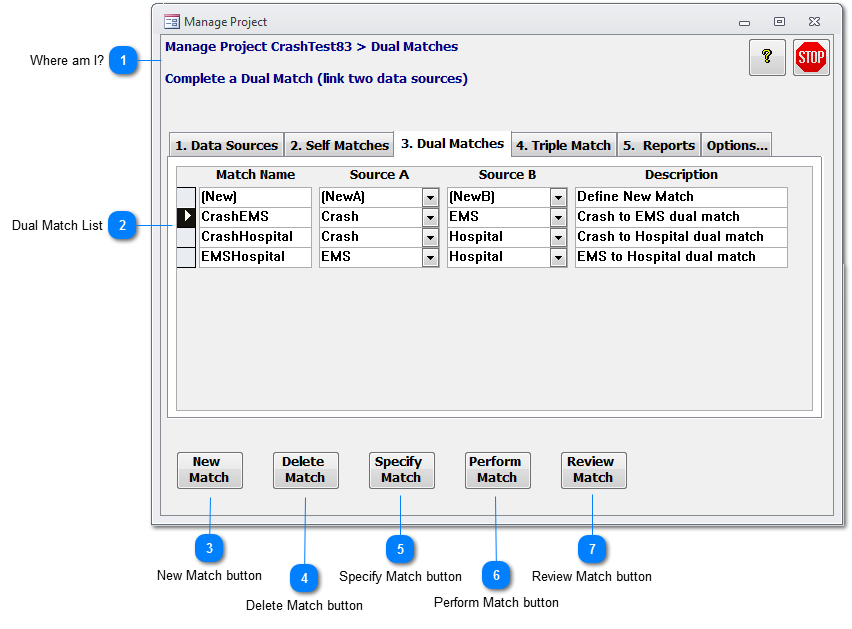 Manage Project
Manage Project CrashTest83 > Dual Matches
Where am I? 1
?
STOP
Complete a Dual Match (link two data sources)
1. Data Sources 2. Self Matches 3. Dual Matches 4. Triple Match 5. Reports Options...
Match Name Source A Source B Description
(New) (NewA) (NewB) Define New Match
CrashEMS Crash EMS Crash to EMS dual match
Dual Match List 2
CrashHospital Crash Hospital Crash to Hospital dual match
EMSHospital EMS Hospital EMS to Hospital dual match
New Match
Delete Match
Specify Match
Perform Match
Review Match
3
New Match button
4
Delete Match button
5
Specify Match button
6
Perform Match button
7
Review Match button